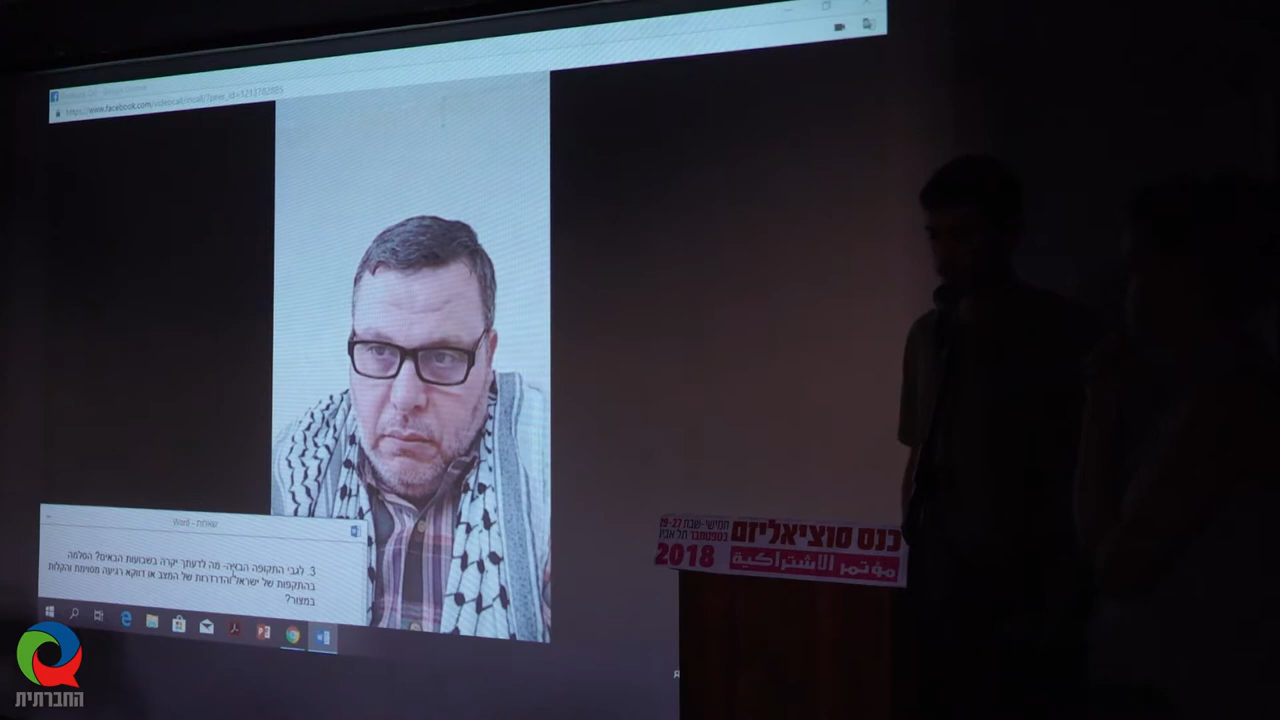 https://www.facebook.com/videocall/incall/?peer_id=
שאלות - Word
3. לגבי התקופה הבאה- מה לדעתך יקרה בשבועות הבאים? הסלמה
בהתקפות של ישראל והדרדרות של המצב או דווקא רגיעה מסוימת והקלות
במצור?
כנס סוציאליזם
חמישי-שבת 27-29
בספטמבר תל אביב
2018
مؤتمر الاشتراكية
החברתית